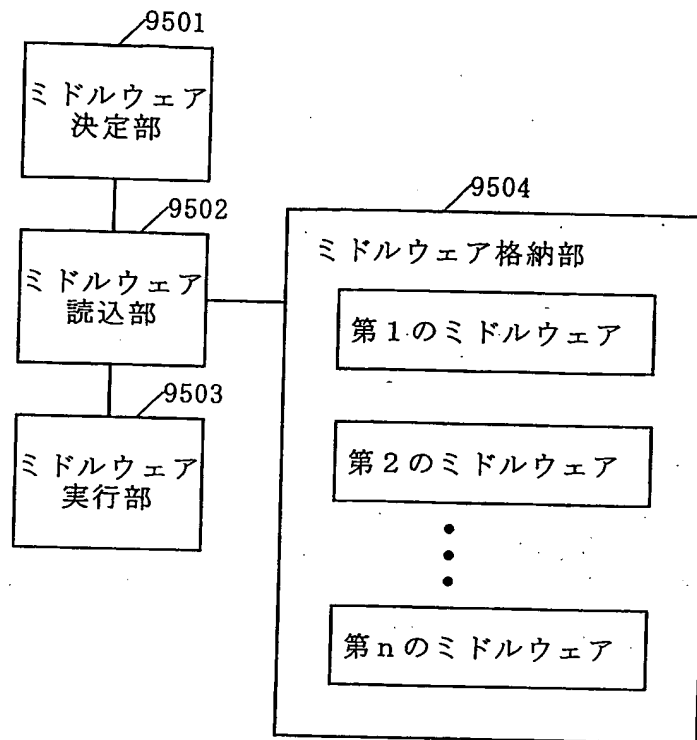 9501
ミドルウェア
決定部
9502
ミドルウェア
読込部
9503
ミドルウェア
実行部
9504
ミドルウェア格納部
第1のミドルウェア
第2のミドルウェア
第nのミドルウェア